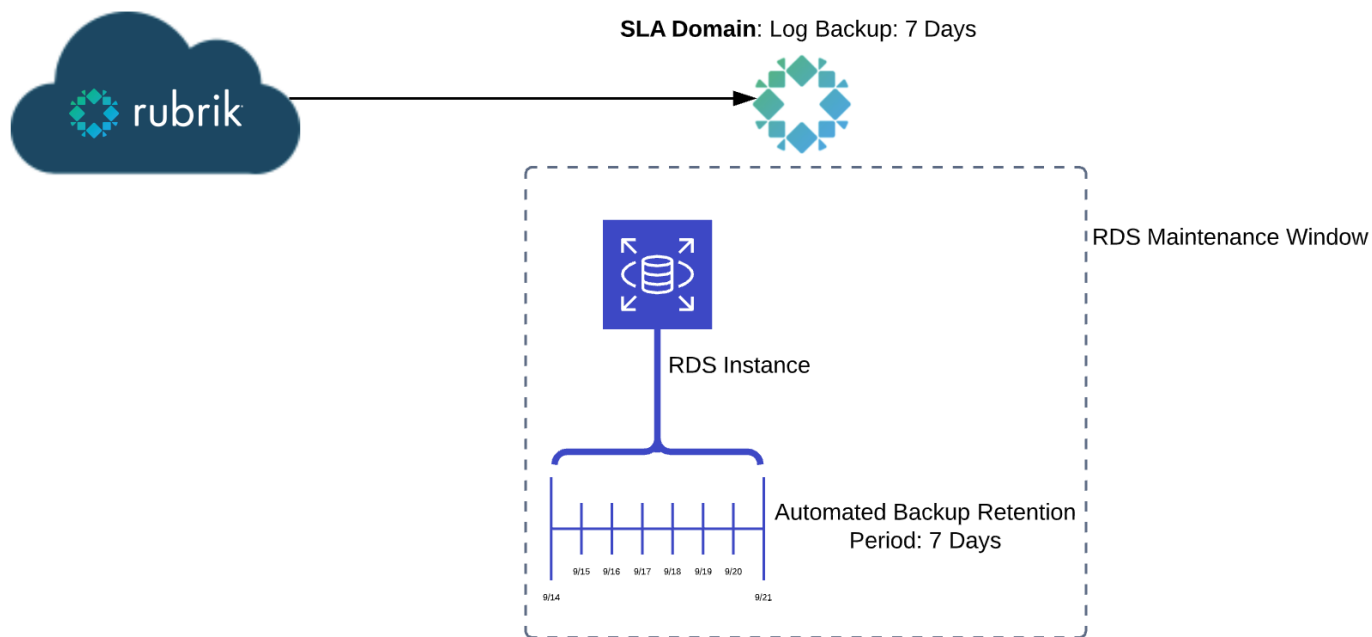 SLA Domain: Log Backup: 7 Days
rubrik
RDS Maintenance Window
RDS Instance
Automated Backup Retention
Period: 7 Days
9/15 9/16 9/17 9/18 9/19 9/20
9/14 9/21